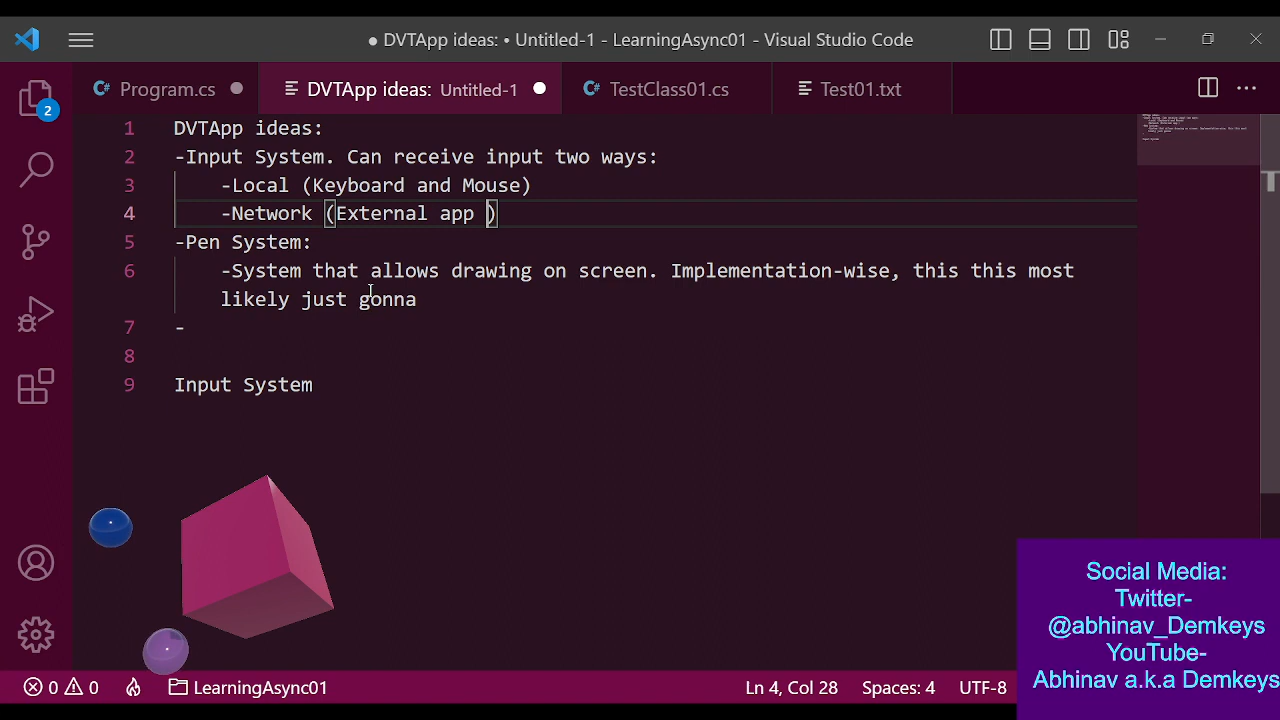 ● DVTApp ideas: • Untitled-1 - LearningAsync01 - Visual Studio Code
C# Program.cs
DVTApp ideas: Untitled-1
C# TestClass01.cs
Test01.txt
2
1 DVTApp ideas:
2 -Input System. Can receive input two ways:
3 -Local (Keyboard and Mouse)
4 -Network (External app )
5 -Pen System:
6 -System that allows drawing on screen. Implementation-wise, this this most
likely just gonna
7 -
8
9 Input System
Social Media:
Twitter-
@abhinav_Demkeys
YouTube-
Abhinav a.k.a Demkeys
0 0 LearningAsync01 Ln 4, Col 28 Spaces: 4 UTF-8